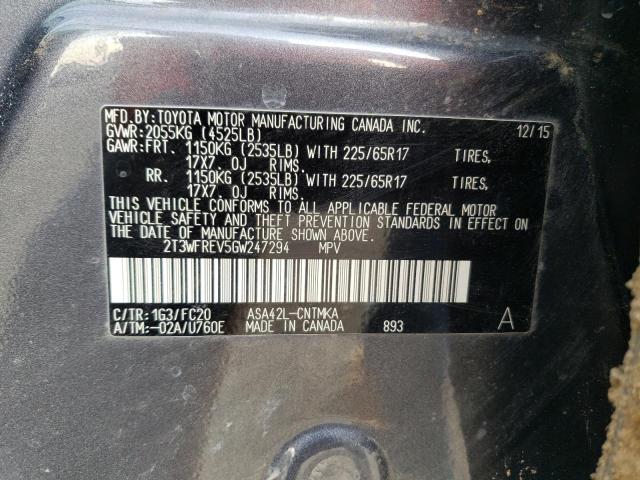 MFD.BY:TOYOTA MOTOR MANUFACTURING CANADA INC. 12/15
GVWR:2055KG (4525LB)
GAWR:FRT. 1150KG (2535LB) WITH 225/65R17 TIRES,
17X7.0J RIMS.
RR. 1150KG (2535LB) WITH 225/65R17 TIRES,
17X7.0J RIMS.
THIS VEHICLE CONFORMS TO ALL APPLICABLE FEDERAL MOTOR
VEHICLE SAFETY AND THEFT PREVENTION STANDARDS IN EFFECT ON
THE DATE OF MANUFACTURE SHOWN ABOVE.
2T3WFREV5GW247294 MPV
C/TR:1G3/FC20 ASA42L-CNTMKA
A/TM:-02A/U760E MADE IN CANADA 893 A